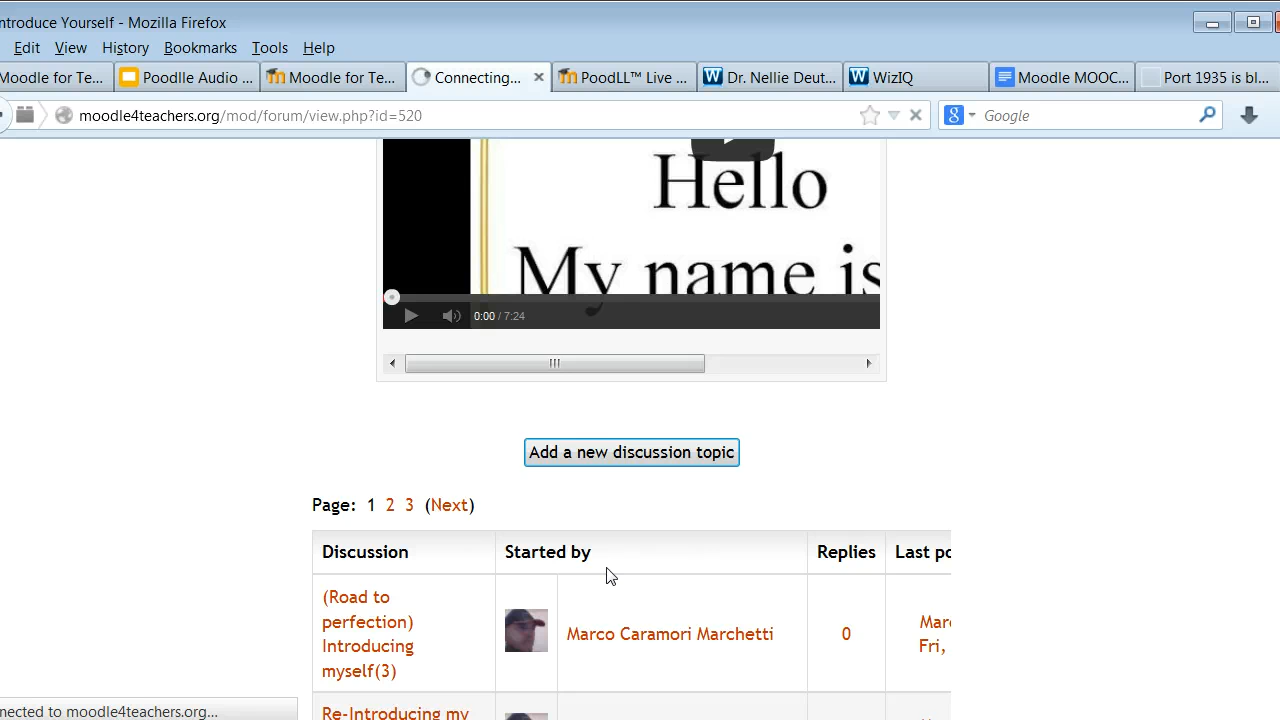 ntroduce Yourself - Mozilla Firefox
Edit View History Bookmarks Tools Help
Moodle for Te... Poodlle Audio ... Moodle for Te... Connecting... PoodLL™ Live ... Dr. Nellie Deut... WizIQ Moodle MOOC... Port 1935 is bl...
moodle4teachers.org/mod/forum/view.php?id=520 Google
Hello
My name is
0:00 / 7:24
Add a new discussion topic
Page: 1 2 3 (Next)
Discussion Started by Replies Last po
(Road to
perfection)
Introducing
myself(3)
Marco Caramori Marchetti 0 Marc
Fri,
Re-Introducing my
nected to moodle4teachers.org...